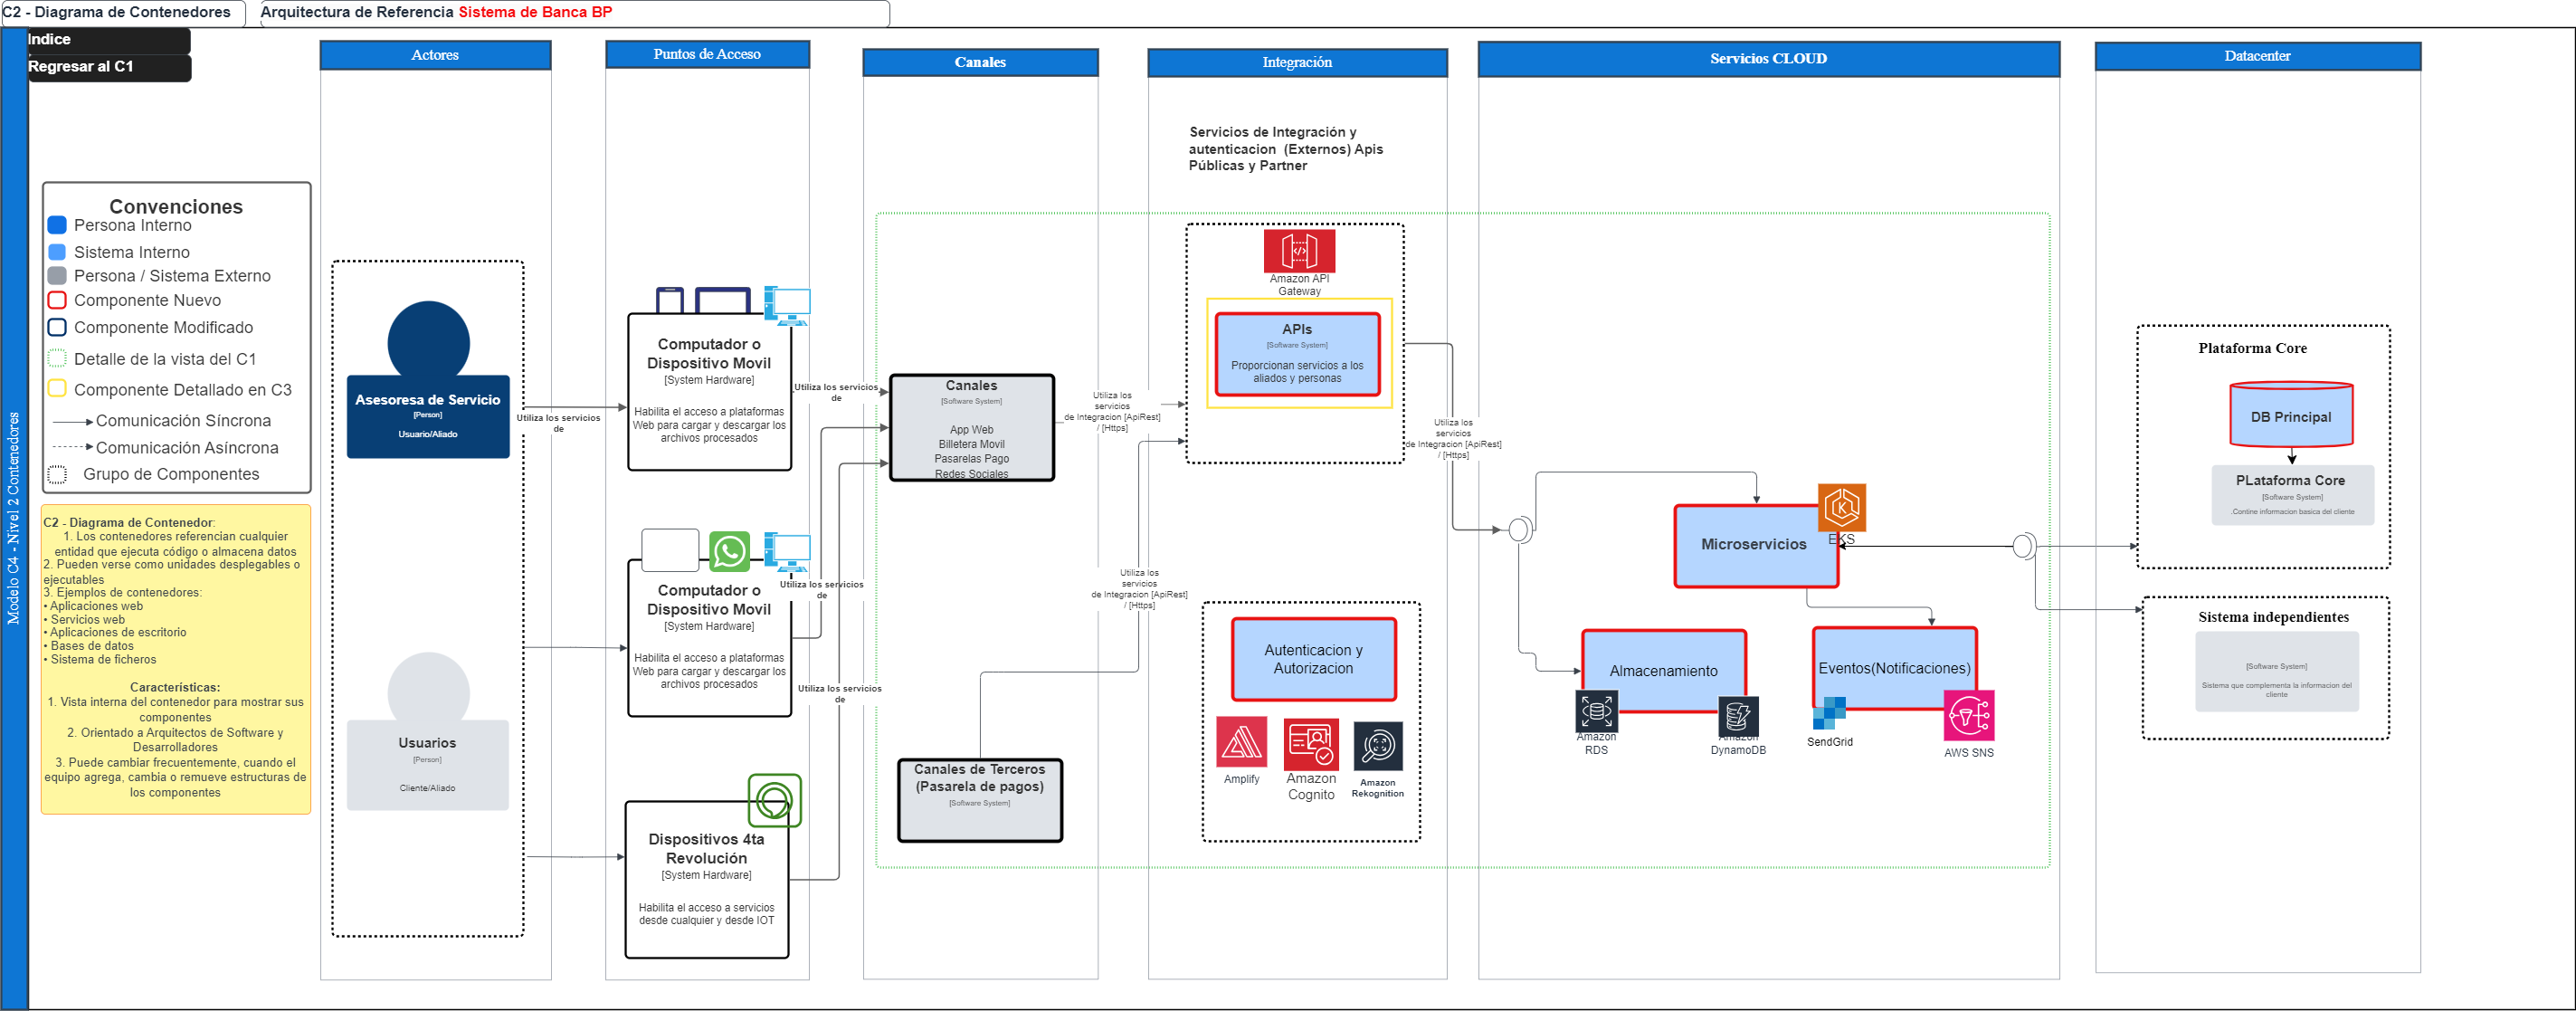 C2 - Diagrama de Contenedores
Arquitectura de Referencia Sistema de Banca BP
Indice
Regresar al C1
Modelo C4 - Nivel 2 Contenedores
Convenciones
Persona Interno
Sistema Interno
Persona / Sistema Externo
Componente Nuevo
Componente Modificado
Detalle de la vista del C1
Componente Detallado en C3
Comunicación Síncrona
Comunicación Asíncrona
Grupo de Componentes
C2 - Diagrama de Contenedor:
1. Los contenedores referencian cualquier
entidad que ejecuta código o almacena datos
2. Pueden verse como unidades desplegables o
ejecutables
3. Ejemplos de contenedores:
• Aplicaciones web
• Servicios web
• Aplicaciones de escritorio
• Bases de datos
• Sistema de ficheros
Características:
1. Vista interna del contenedor para mostrar sus
componentes
2. Orientado a Arquitectos de Software y
Desarrolladores
3. Puede cambiar frecuentemente, cuando el
equipo agrega, cambia o remueve estructuras de
los componentes
Actores
Asesoresa de Servicio
[Person]
Usuario/Aliado
Usuarios
[Person]
Cliente/Aliado
Utiliza los servicios
de
Puntos de Acceso
Computador o
Dispositivo Movil
[System Hardware]
Habilita el acceso a plataformas
Web para cargar y descargar los
archivos procesados
Computador o
Dispositivo Movil
[System Hardware]
Habilita el acceso a plataformas
Web para cargar y descargar los
archivos procesados
Dispositivos 4ta
Revolución
[System Hardware]
Habilita el acceso a servicios
desde cualquier y desde IOT
Utiliza los servicios
de
Utiliza los servicios
de
Utiliza los servicios
de
Canales
Canales
[Software System]
App Web
Billetera Movil
Pasarelas Pago
Redes Sociales
Canales de Terceros
(Pasarela de pagos)
[Software System]
Utiliza los
servicios
de Integracion [ApiRest]
/ [Https]
Utiliza los
servicios
de Integracion [ApiRest]
/ [Https]
Integración
Servicios de Integración y
autenticacion (Externos) Apis
Públicas y Partner
Amazon API
Gateway
APIs
[Software System]
Proporcionan servicios a los
aliados y personas
Autenticacion y
Autorizacion
Amplify
Amazon
Cognito
Amazon
Rekognition
Utiliza los
servicios
de Integracion [ApiRest]
/ [Https]
Servicios CLOUD
Microservicios
EKS
Almacenamiento
Amazon
RDS
Amazon
DynamoDB
Eventos(Notificaciones)
SendGrid
AWS SNS
Datacenter
Plataforma Core
DB Principal
PLataforma Core
[Software System]
.Contine informacion basica del cliente
Sistema independientes
[Software System]
Sistema que complementa la informacion del
cliente